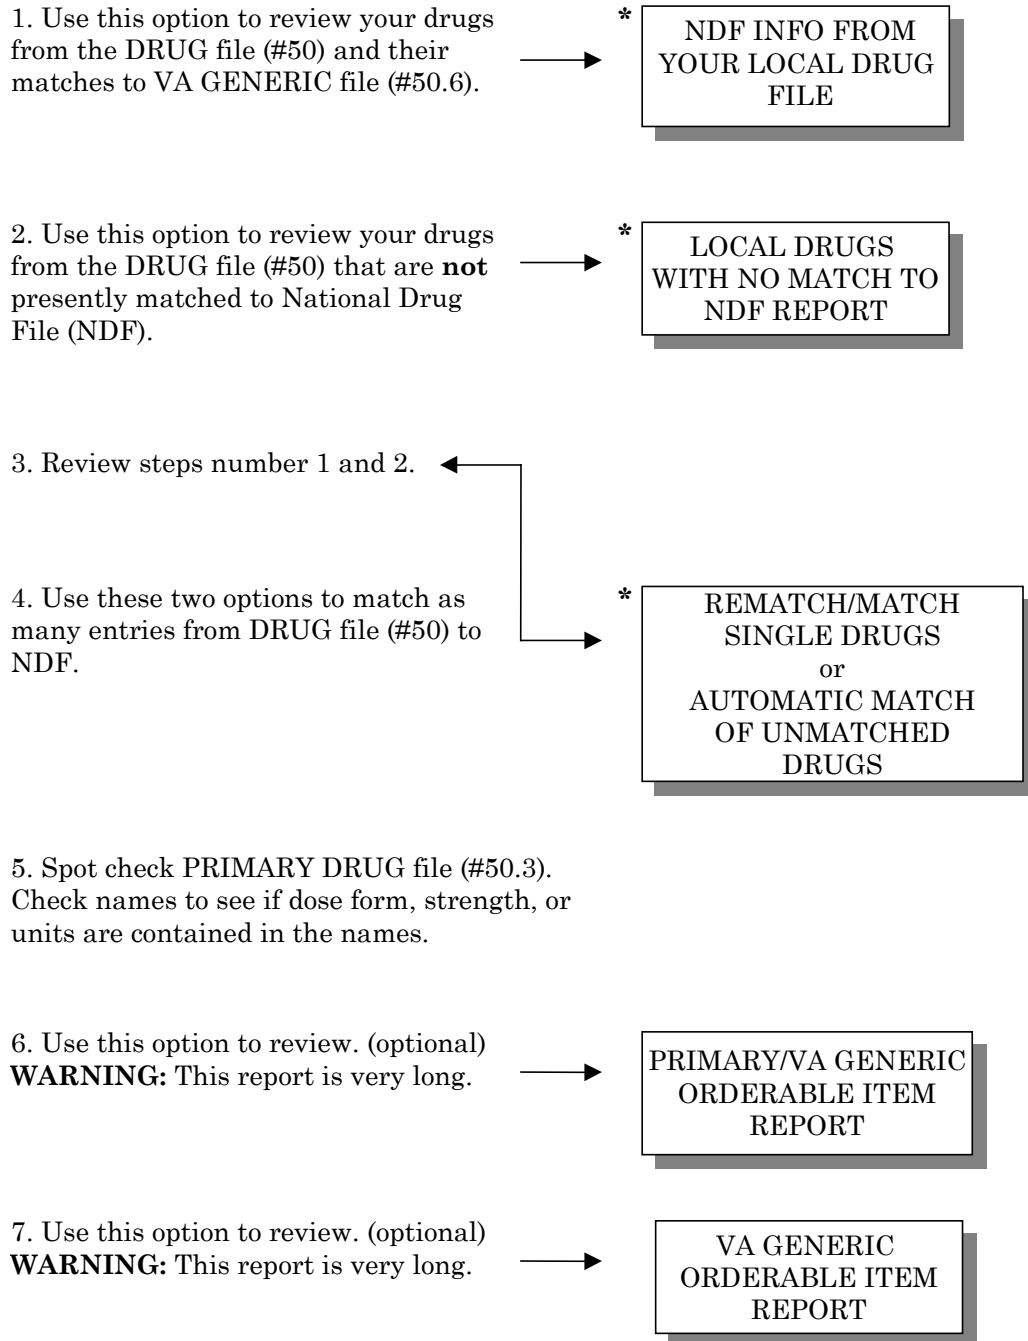 1. Use this option to review your drugs
from the DRUG file (#50) and their
matches to VA GENERIC file (#50.6).
*
NDF INFO FROM
YOUR LOCAL DRUG
FILE
2. Use this option to review your drugs
from the DRUG file (#50) that are not
presently matched to National Drug
File (NDF).
*
LOCAL DRUGS
WITH NO MATCH TO
NDF REPORT
3. Review steps number 1 and 2.
4. Use these two options to match as
many entries from DRUG file (#50) to
NDF.
*
REMATCH/MATCH
SINGLE DRUGS
or
AUTOMATIC MATCH
OF UNMATCHED
DRUGS
5. Spot check PRIMARY DRUG file (#50.3).
Check names to see if dose form, strength, or
units are contained in the names.
6. Use this option to review. (optional)
WARNING: This report is very long.
PRIMARY/VA GENERIC
ORDERABLE ITEM
REPORT
7. Use this option to review. (optional)
WARNING: This report is very long.
VA GENERIC
ORDERABLE ITEM
REPORT